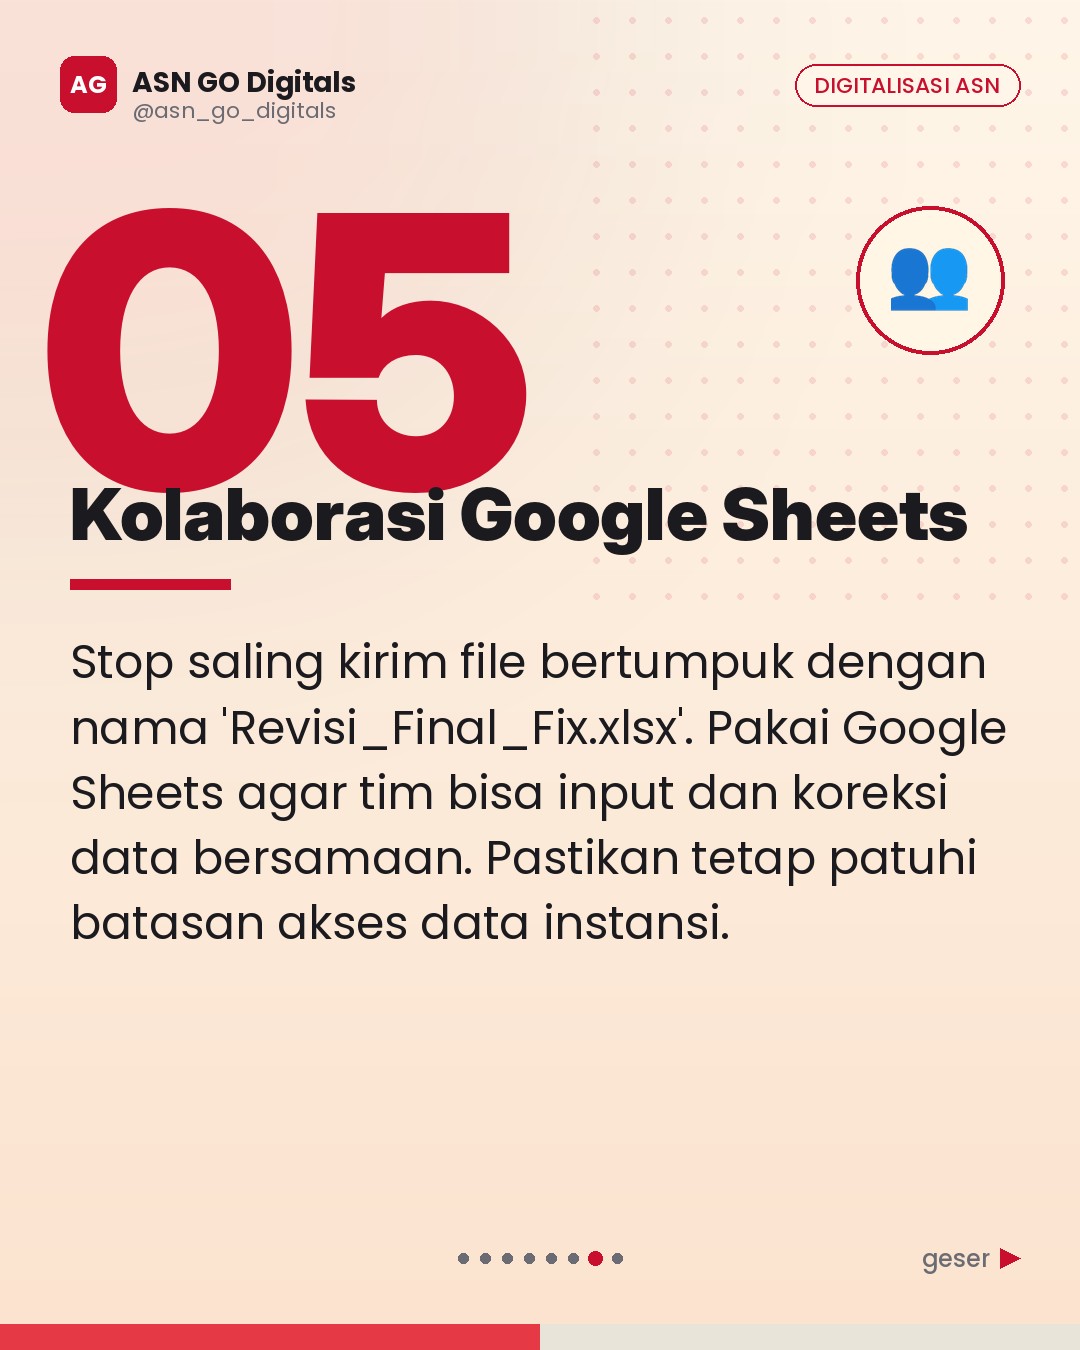 AG
ASN GO Digitals
@asn_go_digitals
DIGITALISASI ASN
05
Kolaborasi Google Sheets
Stop saling kirim file bertumpuk dengan
nama 'Revisi_Final_Fix.xlsx'. Pakai Google
Sheets agar tim bisa input dan koreksi
data bersamaan. Pastikan tetap patuhi
batasan akses data instansi.
geser